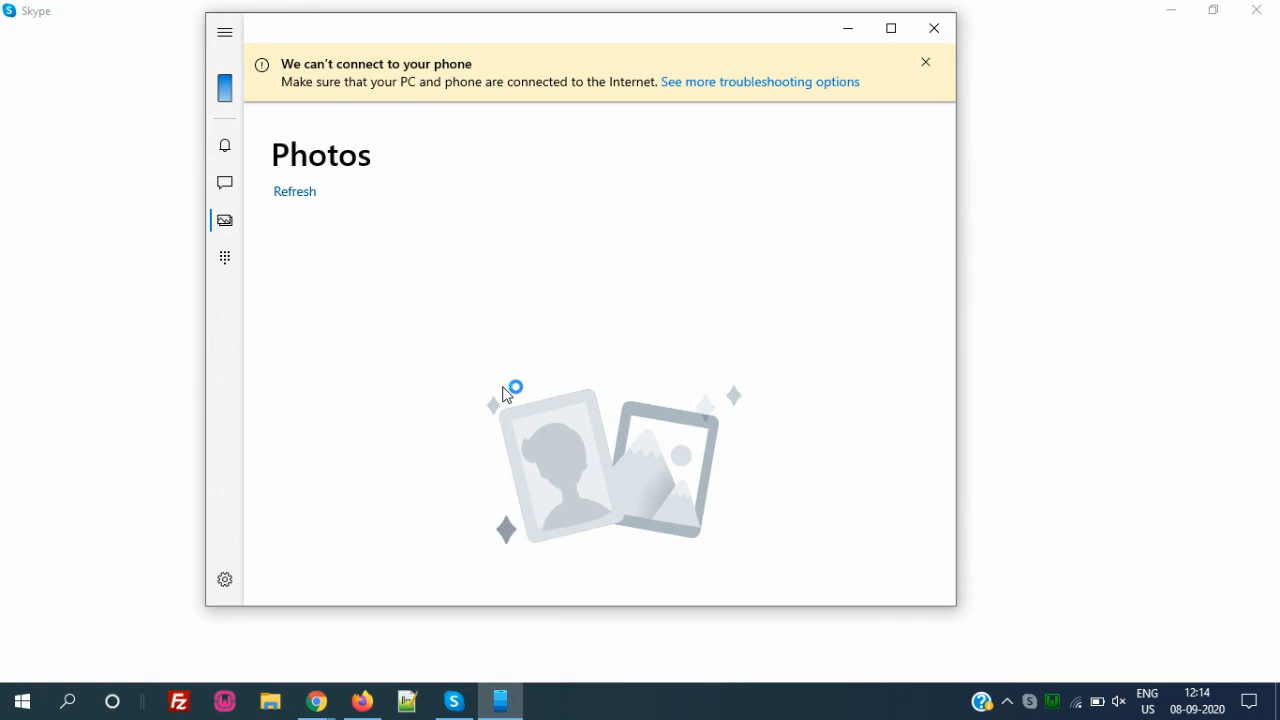 Skype
We can't connect to your phone
Make sure that your PC and phone are connected to the Internet. See more troubleshooting options
Photos
Refresh
ENG
US
12:14
08-09-2020